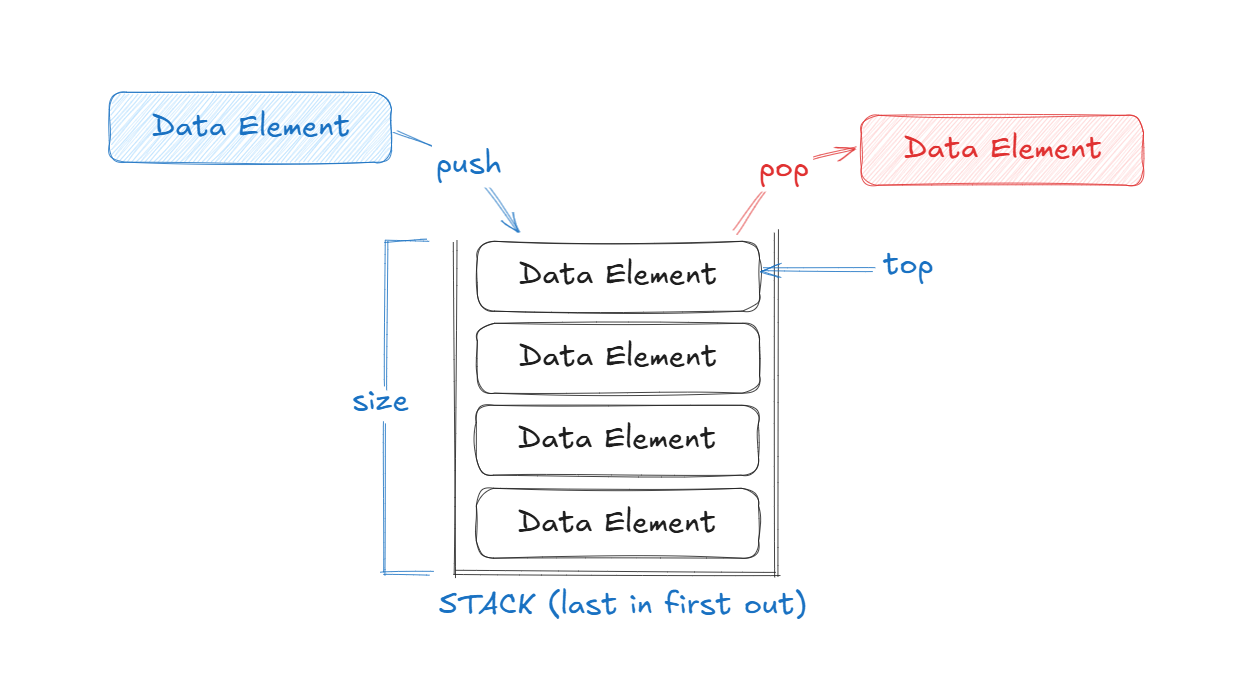 Data Element
push
pop
Data Element
Data Element
top
Data Element
size
Data Element
Data Element
STACK (last in first out)